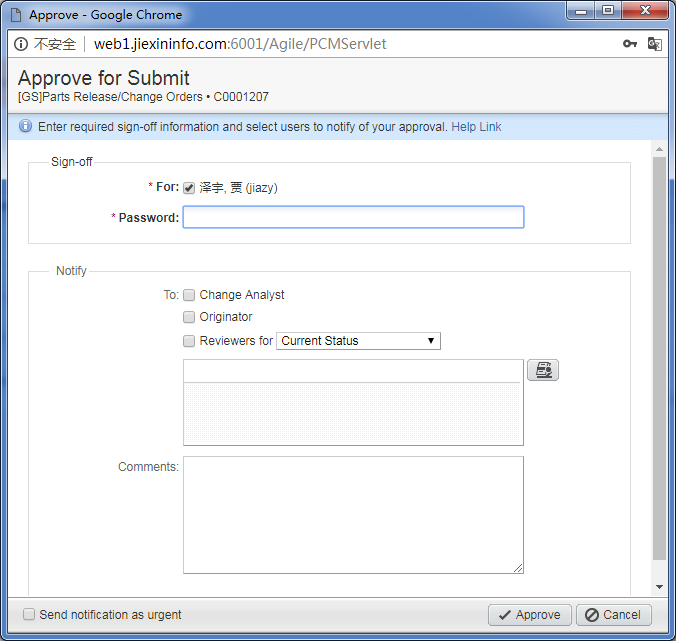 Approve - Google Chrome
不安全 web1.jiexininfo.com:6001/Agile/PCMServlet
Approve for Submit
[GS]Parts Release/Change Orders • C0001207
Enter required sign-off information and select users to notify of your approval. Help Link
Sign-off
* For: 泽宇, 贾 (jiazy)
* Password:
Notify
To: Change Analyst
Originator
Reviewers for Current Status
Comments:
Send notification as urgent Approve Cancel